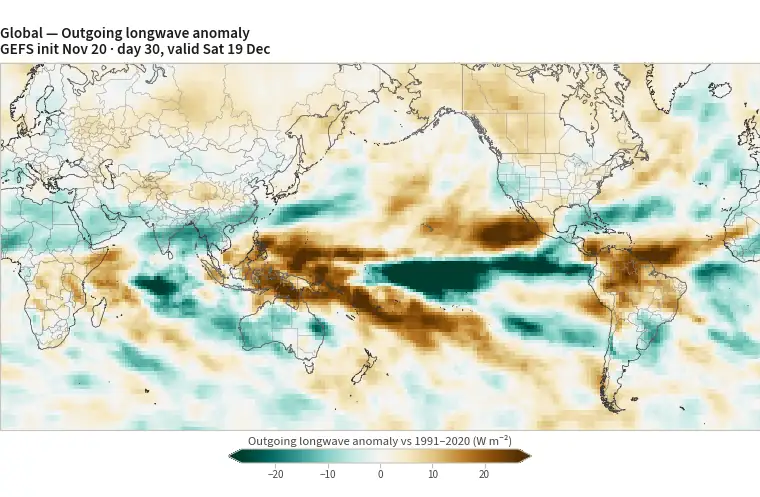 Global — Outgoing longwave anomaly
GEFS init Nov 20 · day 30, valid Sat 19 Dec
Outgoing longwave anomaly vs 1991–2020 (W m⁻²)
−20 −10 0 10 20